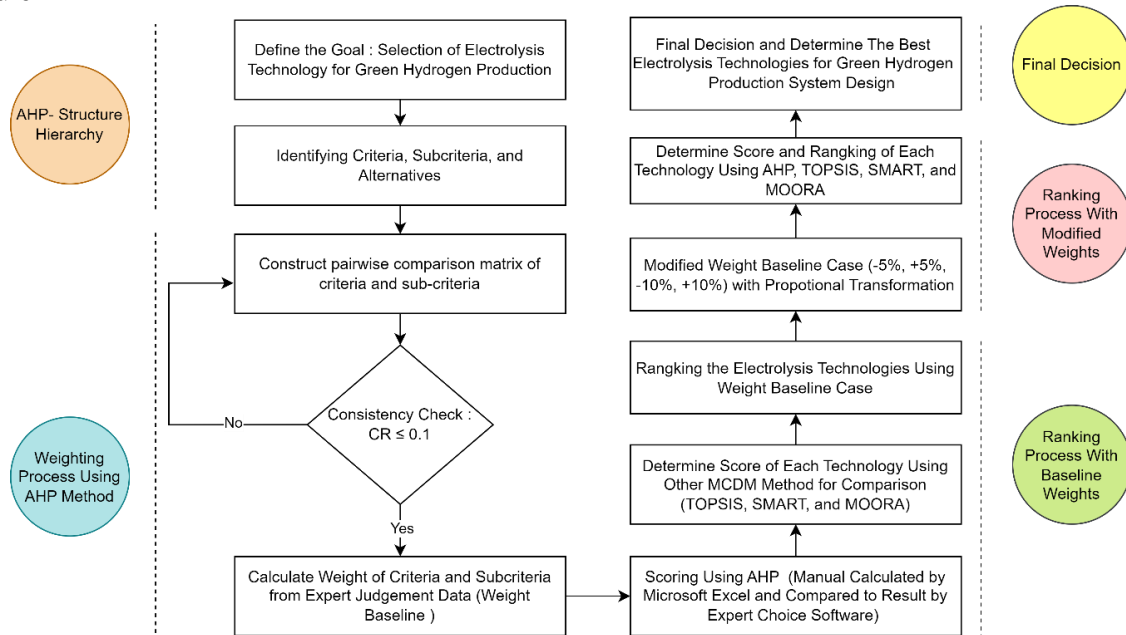 AHP- Structure
Hierarchy
Weighting
Process Using
AHP Method
Define the Goal : Selection of Electrolysis
Technology for Green Hydrogen Production
Identifying Criteria, Subcriteria, and
Alternatives
Construct pairwise comparison matrix of
criteria and sub-criteria
Consistency Check :
CR ≤ 0.1
No
Yes
Calculate Weight of Criteria and Subcriteria
from Expert Judgement Data (Weight
Baseline )
Scoring Using AHP  (Manual Calculated by
Microsoft Excel and Compared to Result by
Expert Choice Software)
Determine Score of Each Technology Using
Other MCDM Method for Comparison
(TOPSIS, SMART, and MOORA)
Rangking the Electrolysis Technologies Using
Weight Baseline Case
Modified Weight Baseline Case (-5%, +5%,
-10%, +10%) with Propotional Transformation
Determine Score and Rangking of Each
Technology Using AHP, TOPSIS, SMART, and
MOORA
Final Decision and Determine The Best
Electrolysis Technologies for Green Hydrogen
Production System Design
Final Decision
Ranking
Process With
Modified
Weights
Ranking
Process With
Baseline
Weights